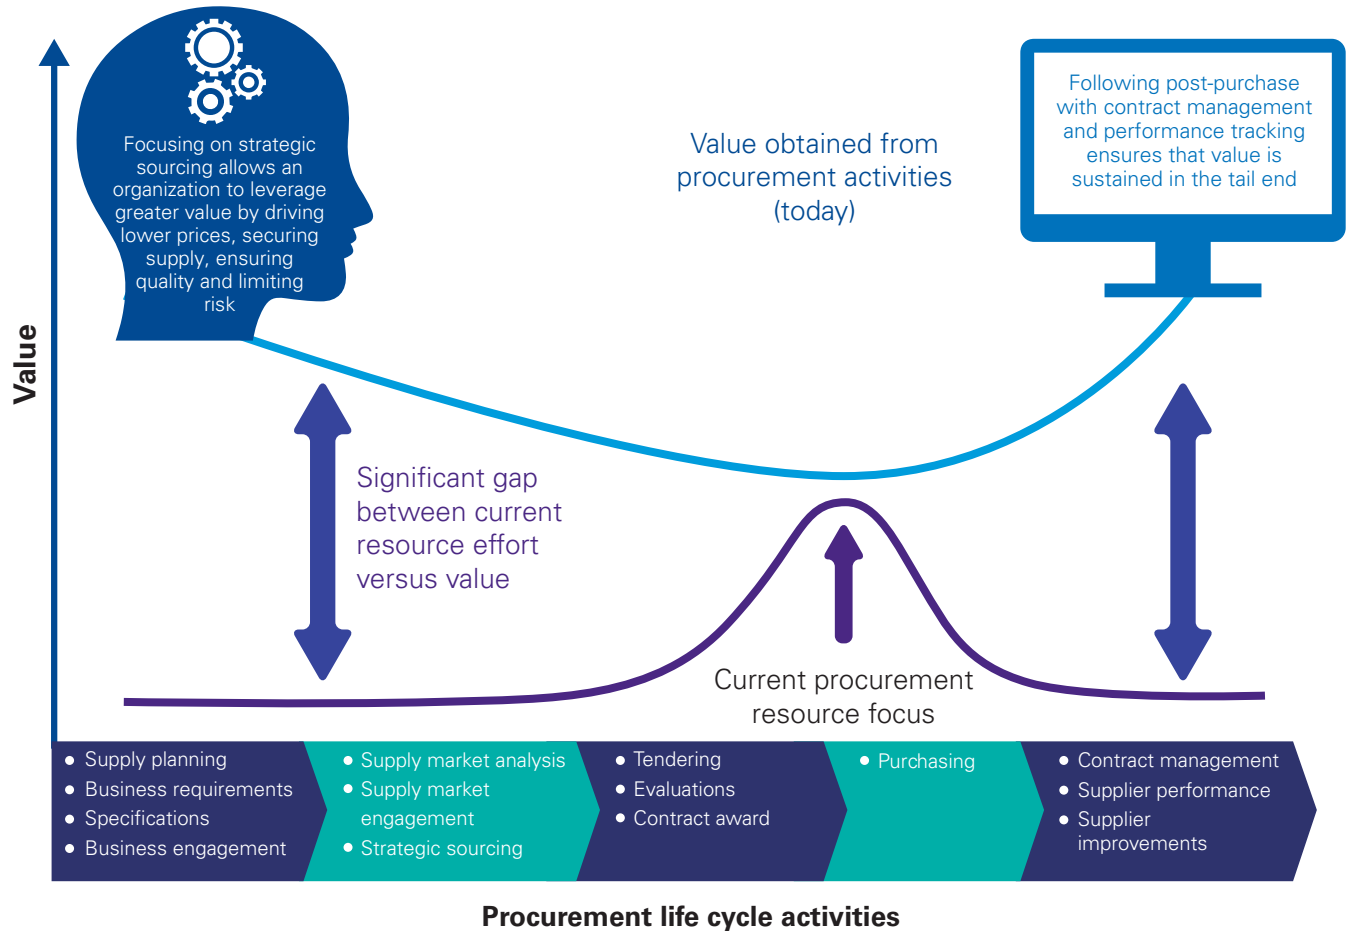 Focusing on strategic
sourcing allows an
organization to leverage
greater value by driving
lower prices, securing
supply, ensuring
quality and limiting
risk
Value obtained from
procurement activities
(today)
Following post-purchase
with contract management
and performance tracking
ensures that value is
sustained in the tail end
Value
Significant gap
between current
resource effort
versus value
Current procurement
resource focus
• Supply planning
• Business requirements
• Specifications
• Business engagement
• Supply market analysis
• Supply market
engagement
• Strategic sourcing
• Tendering
• Evaluations
• Contract award
• Purchasing
• Contract management
• Supplier performance
• Supplier
improvements
Procurement life cycle activities